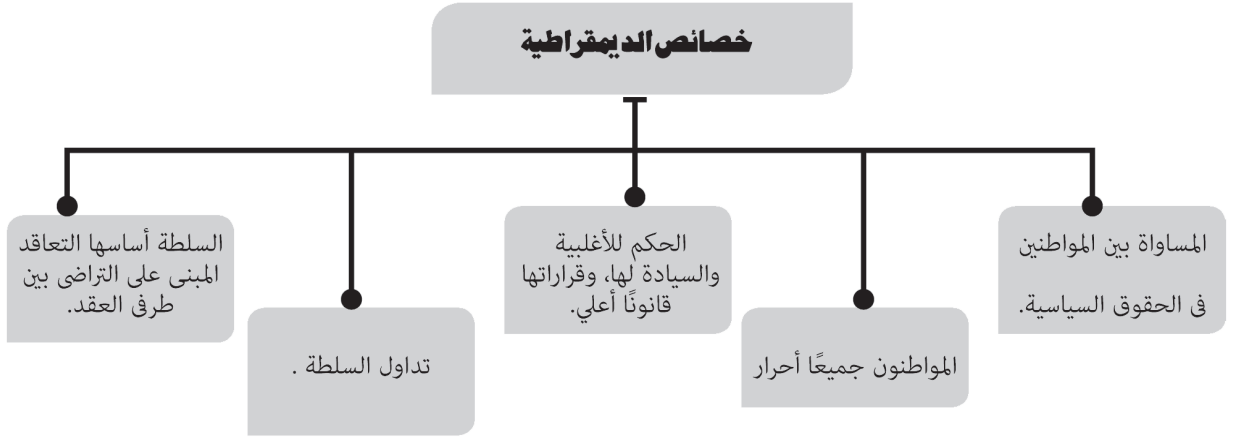 خصائص الديمقراطية
المساواة بين المواطنين
فى الحقوق السياسية.
المواطنون جميعًا أحرار
الحكم للأغلبية
والسيادة لها، وقراراتها
قانونًا أعلي.
تداول السلطة .
السلطة أساسها التعاقد
المبنى على التراضى بين
طرفى العقد.